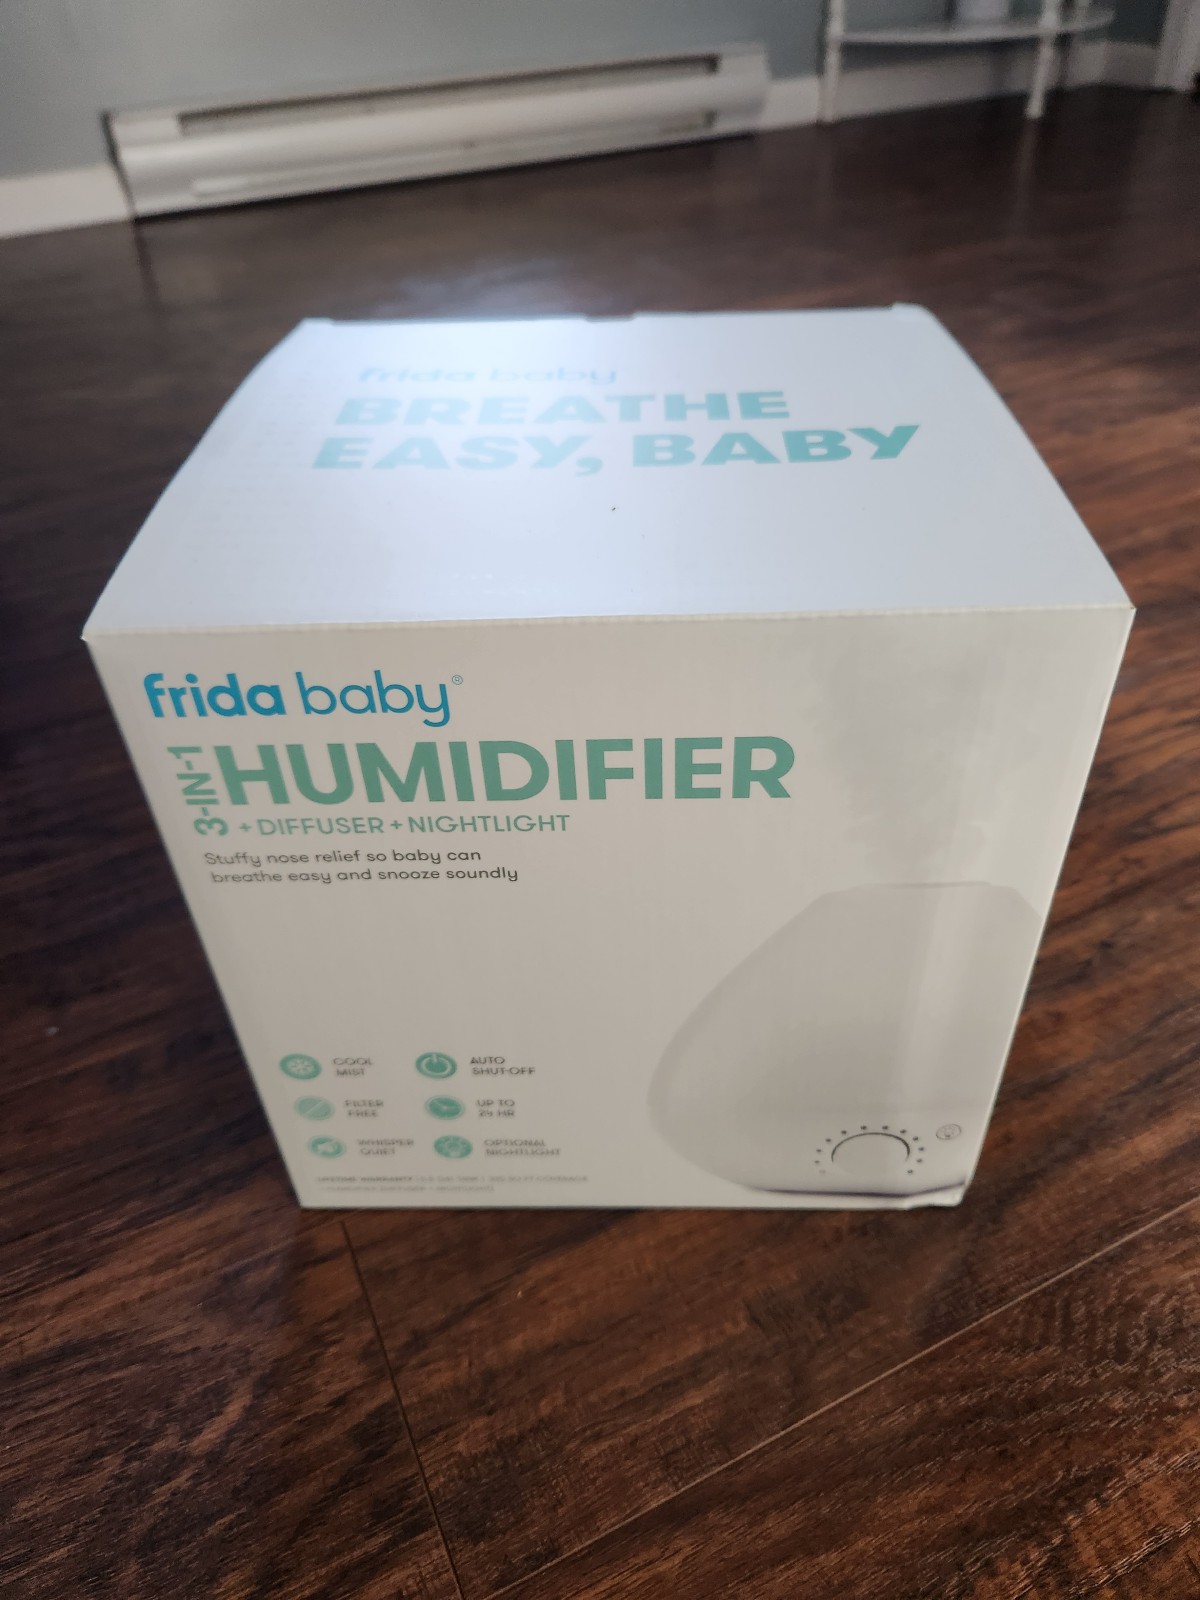 frida baby
BREATHE
EASY, BABY
frida baby®
3-IN-1
HUMIDIFIER
+ DIFFUSER + NIGHTLIGHT
Stuffy nose relief so baby can
breathe easy and snooze soundly
COOL
MIST
AUTO
SHUT-OFF
FILTER
FREE
UP TO
24 HR
WHISPER
QUIET
OPTIONAL
NIGHTLIGHT
LIFETIME WARRANTY